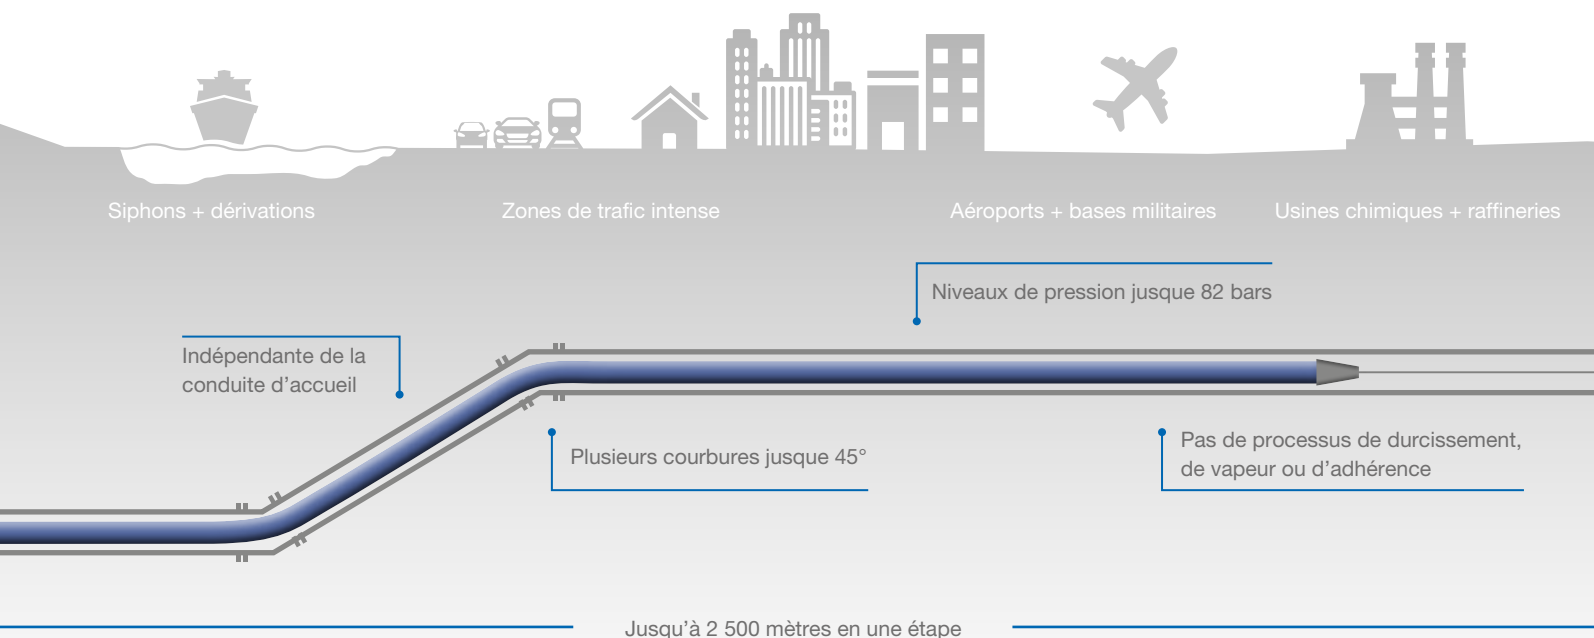 Siphons + dérivations
Zones de trafic intense
Aéroports + bases militaires
Usines chimiques + raffineries
Niveaux de pression jusque 82 bars
Indépendante de la
conduite d’accueil
Plusieurs courbures jusque 45°
Pas de processus de durcissement,
de vapeur ou d’adhérence
Jusqu’à 2 500 mètres en une étape